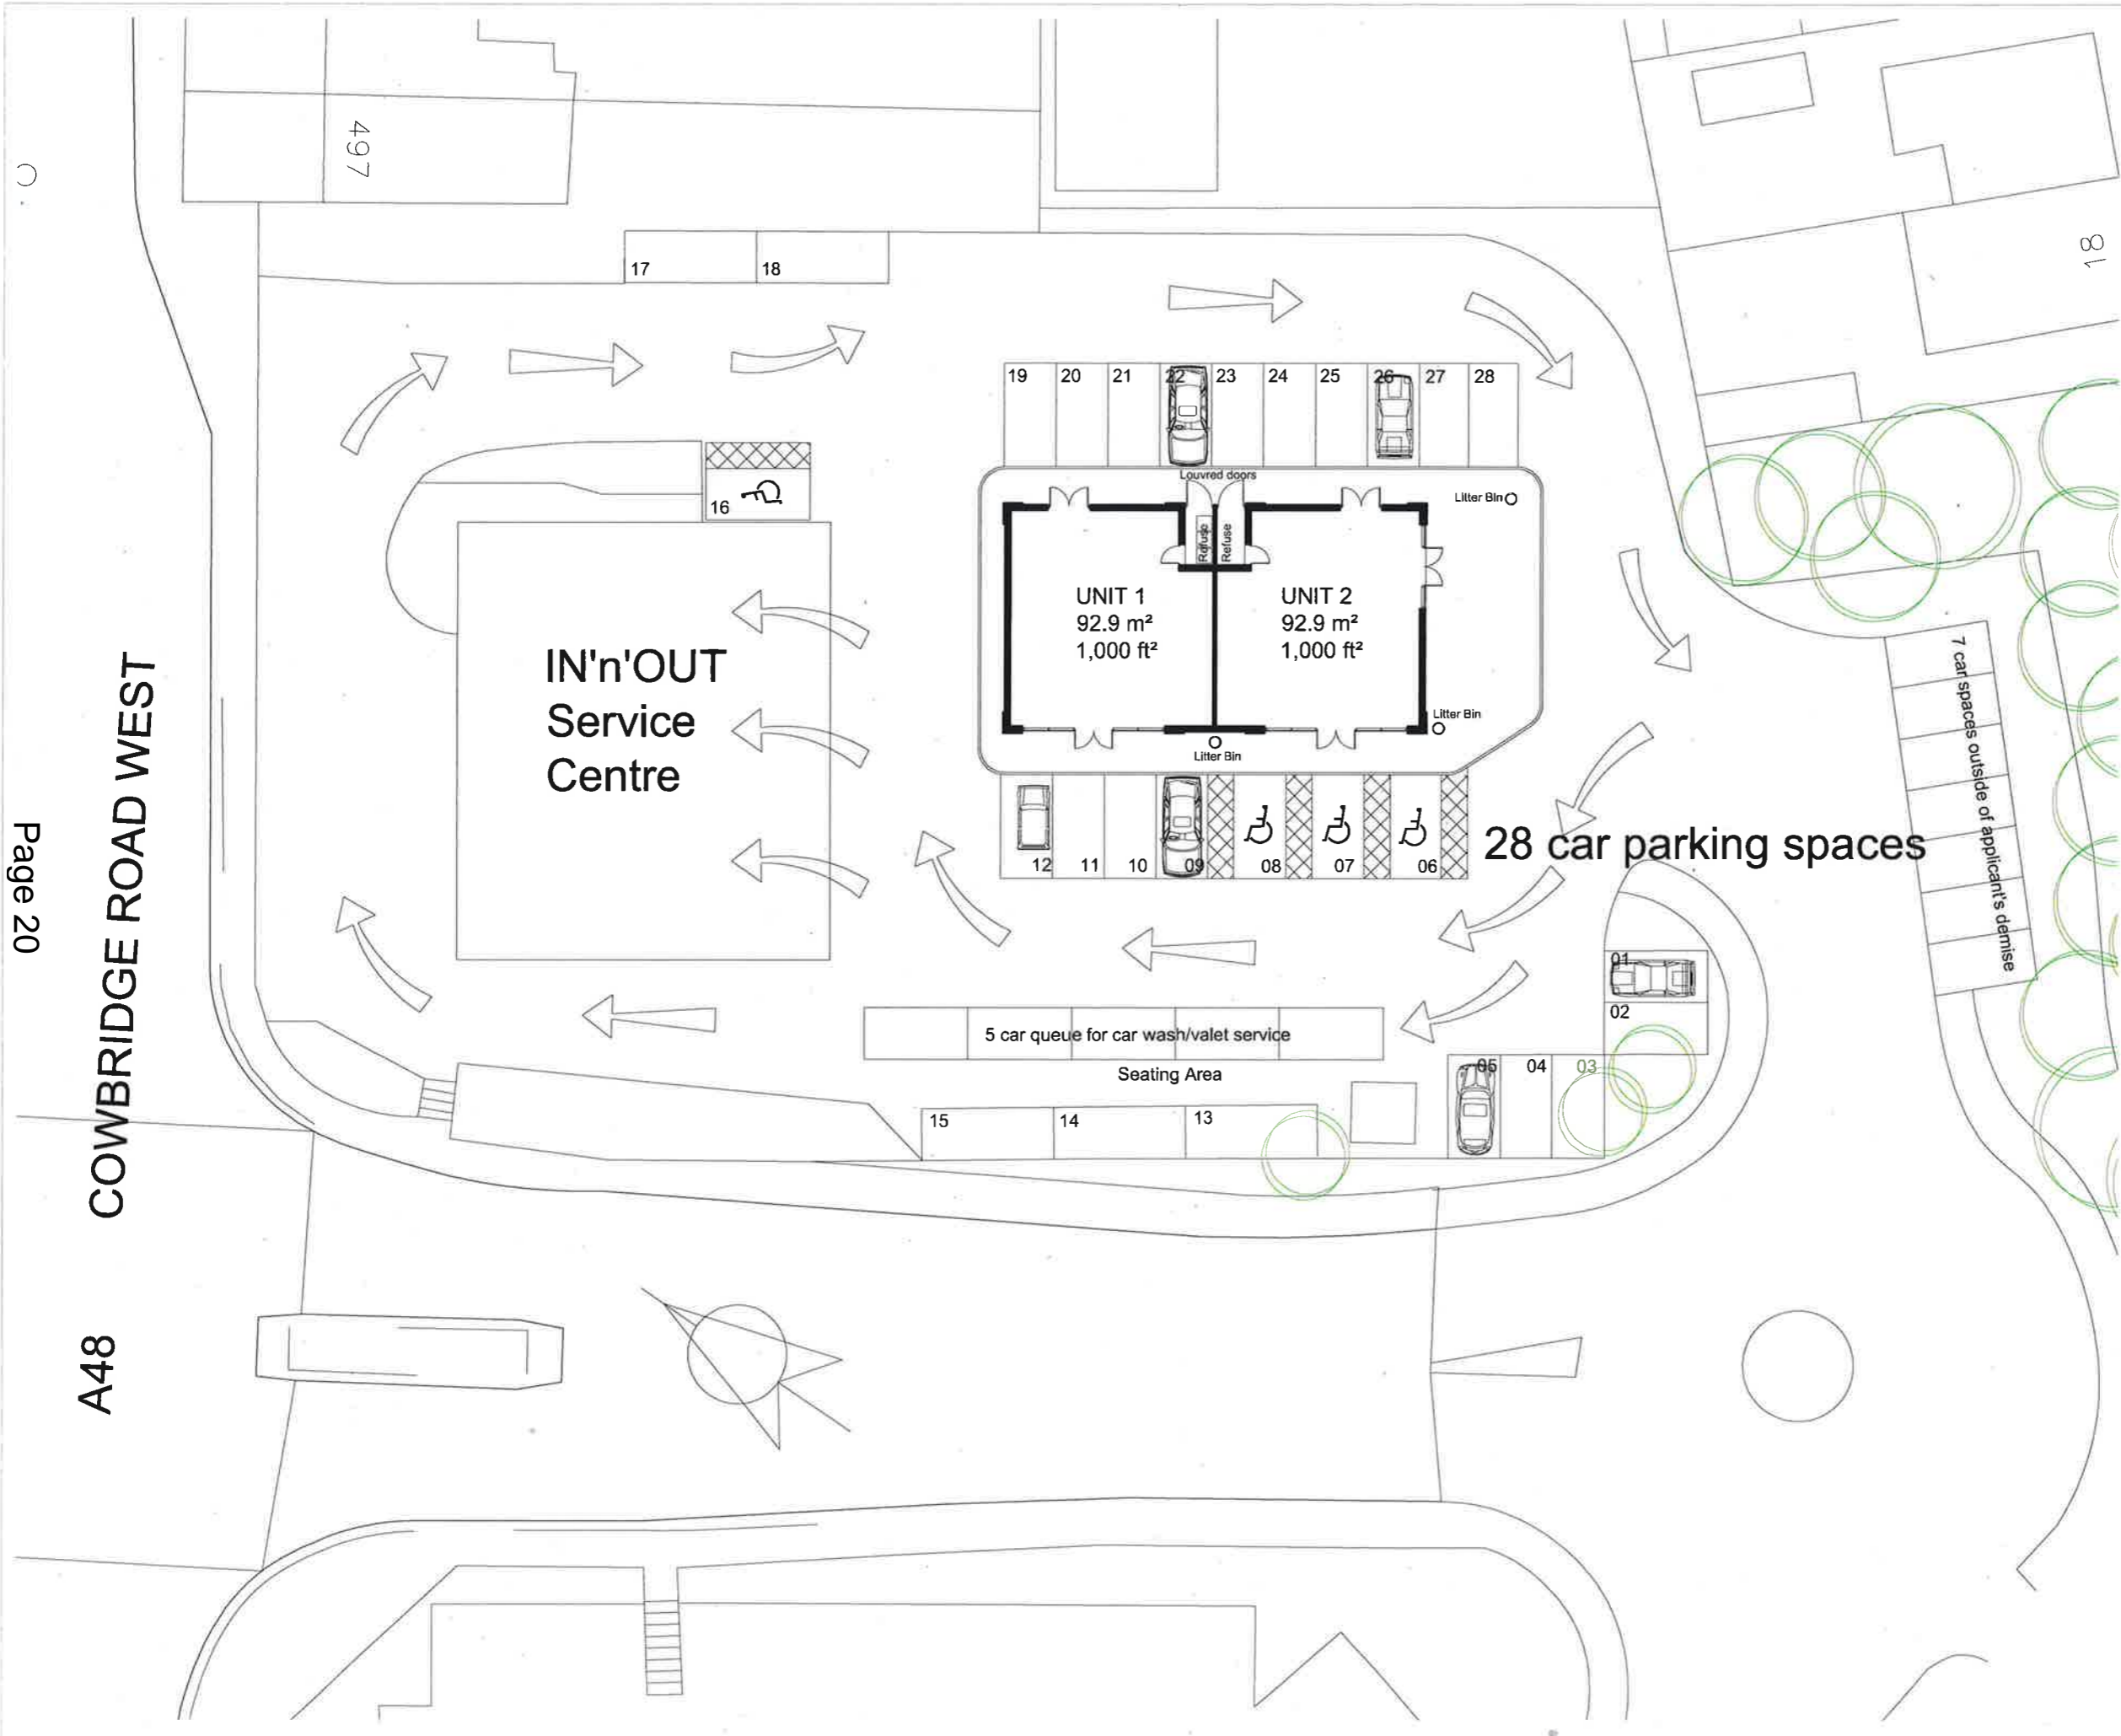 497
18
17
18
19
20
21
22
23
24
25
26
27
28
16
Louvred doors
Litter Bin
Refuse
Refuse
UNIT 1
92.9 m²
1,000 ft²
UNIT 2
92.9 m²
1,000 ft²
Litter Bin
Litter Bin
IN'n'OUT
Service
Centre
7 car spaces outside of applicant's demise
12
11
10
09
08
07
06
28 car parking spaces
01
02
5 car queue for car wash/valet service
Seating Area
05
04
03
15
14
13
COWBRIDGE ROAD WEST
A48
Page 20